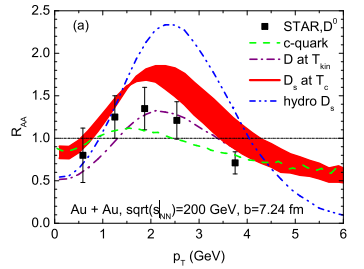 2.5
2.0
1.5
1.0
0.5
0.0
R_AA
(a)
STAR,D^0
c-quark
D at T_kin
D_s at T_c
hydro D_s
Au + Au, sqrt(s_NN)=200 GeV, b=7.24 fm
0 1 2 3 4 5 6
p_T (GeV)